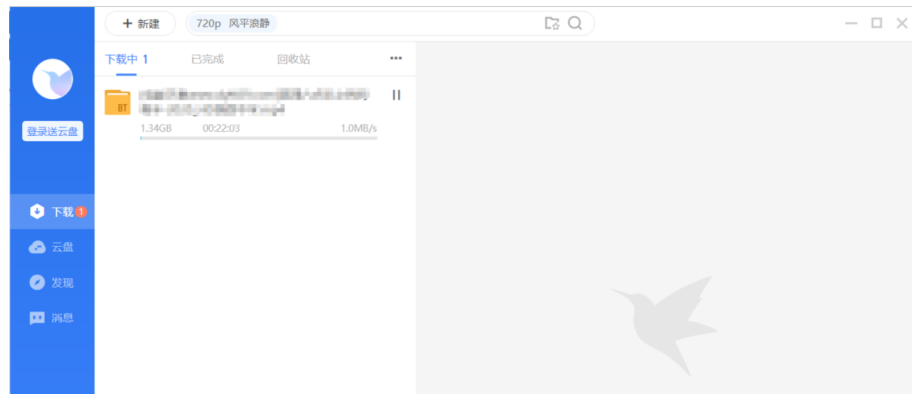 新建
720p 风平浪静
下载中 1
已完成
回收站
登录送云盘
BT
1.34GB 00:22:03 1.0MB/s
下载 1
云盘
发现
消息